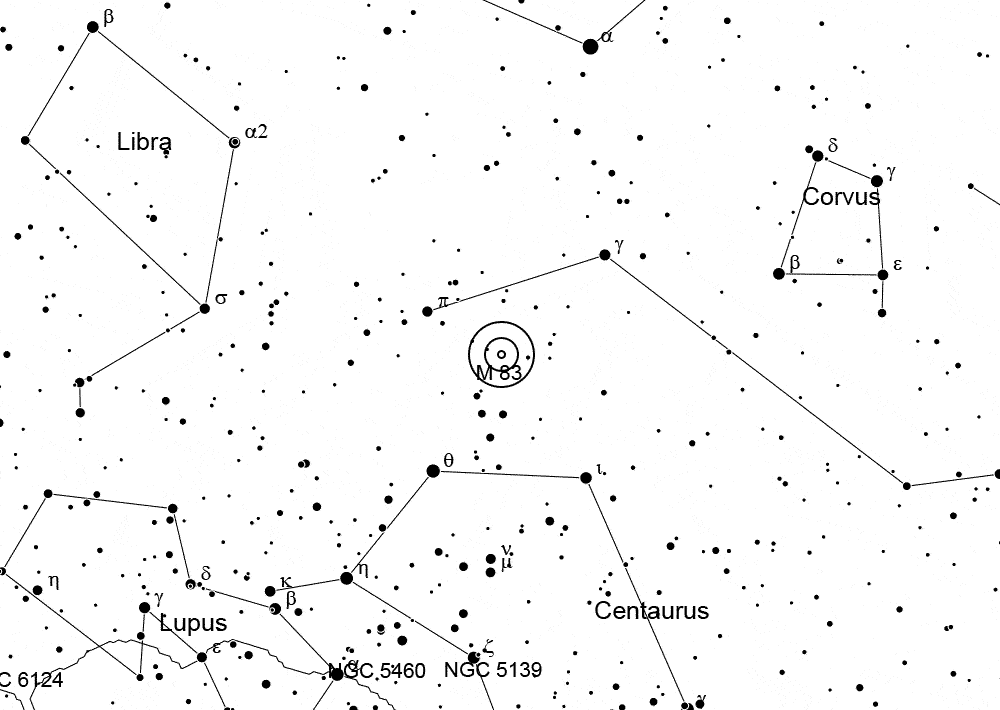 β
α
α2
Libra
δ
γ
Corvus
γ
β
ε
π
σ
M 83
θ
ι
ν
μ
δ
κ
η
η
β
γ
Centaurus
Lupus
ε
ζ
α
NGC 5460
NGC 5139
C 6124
γ